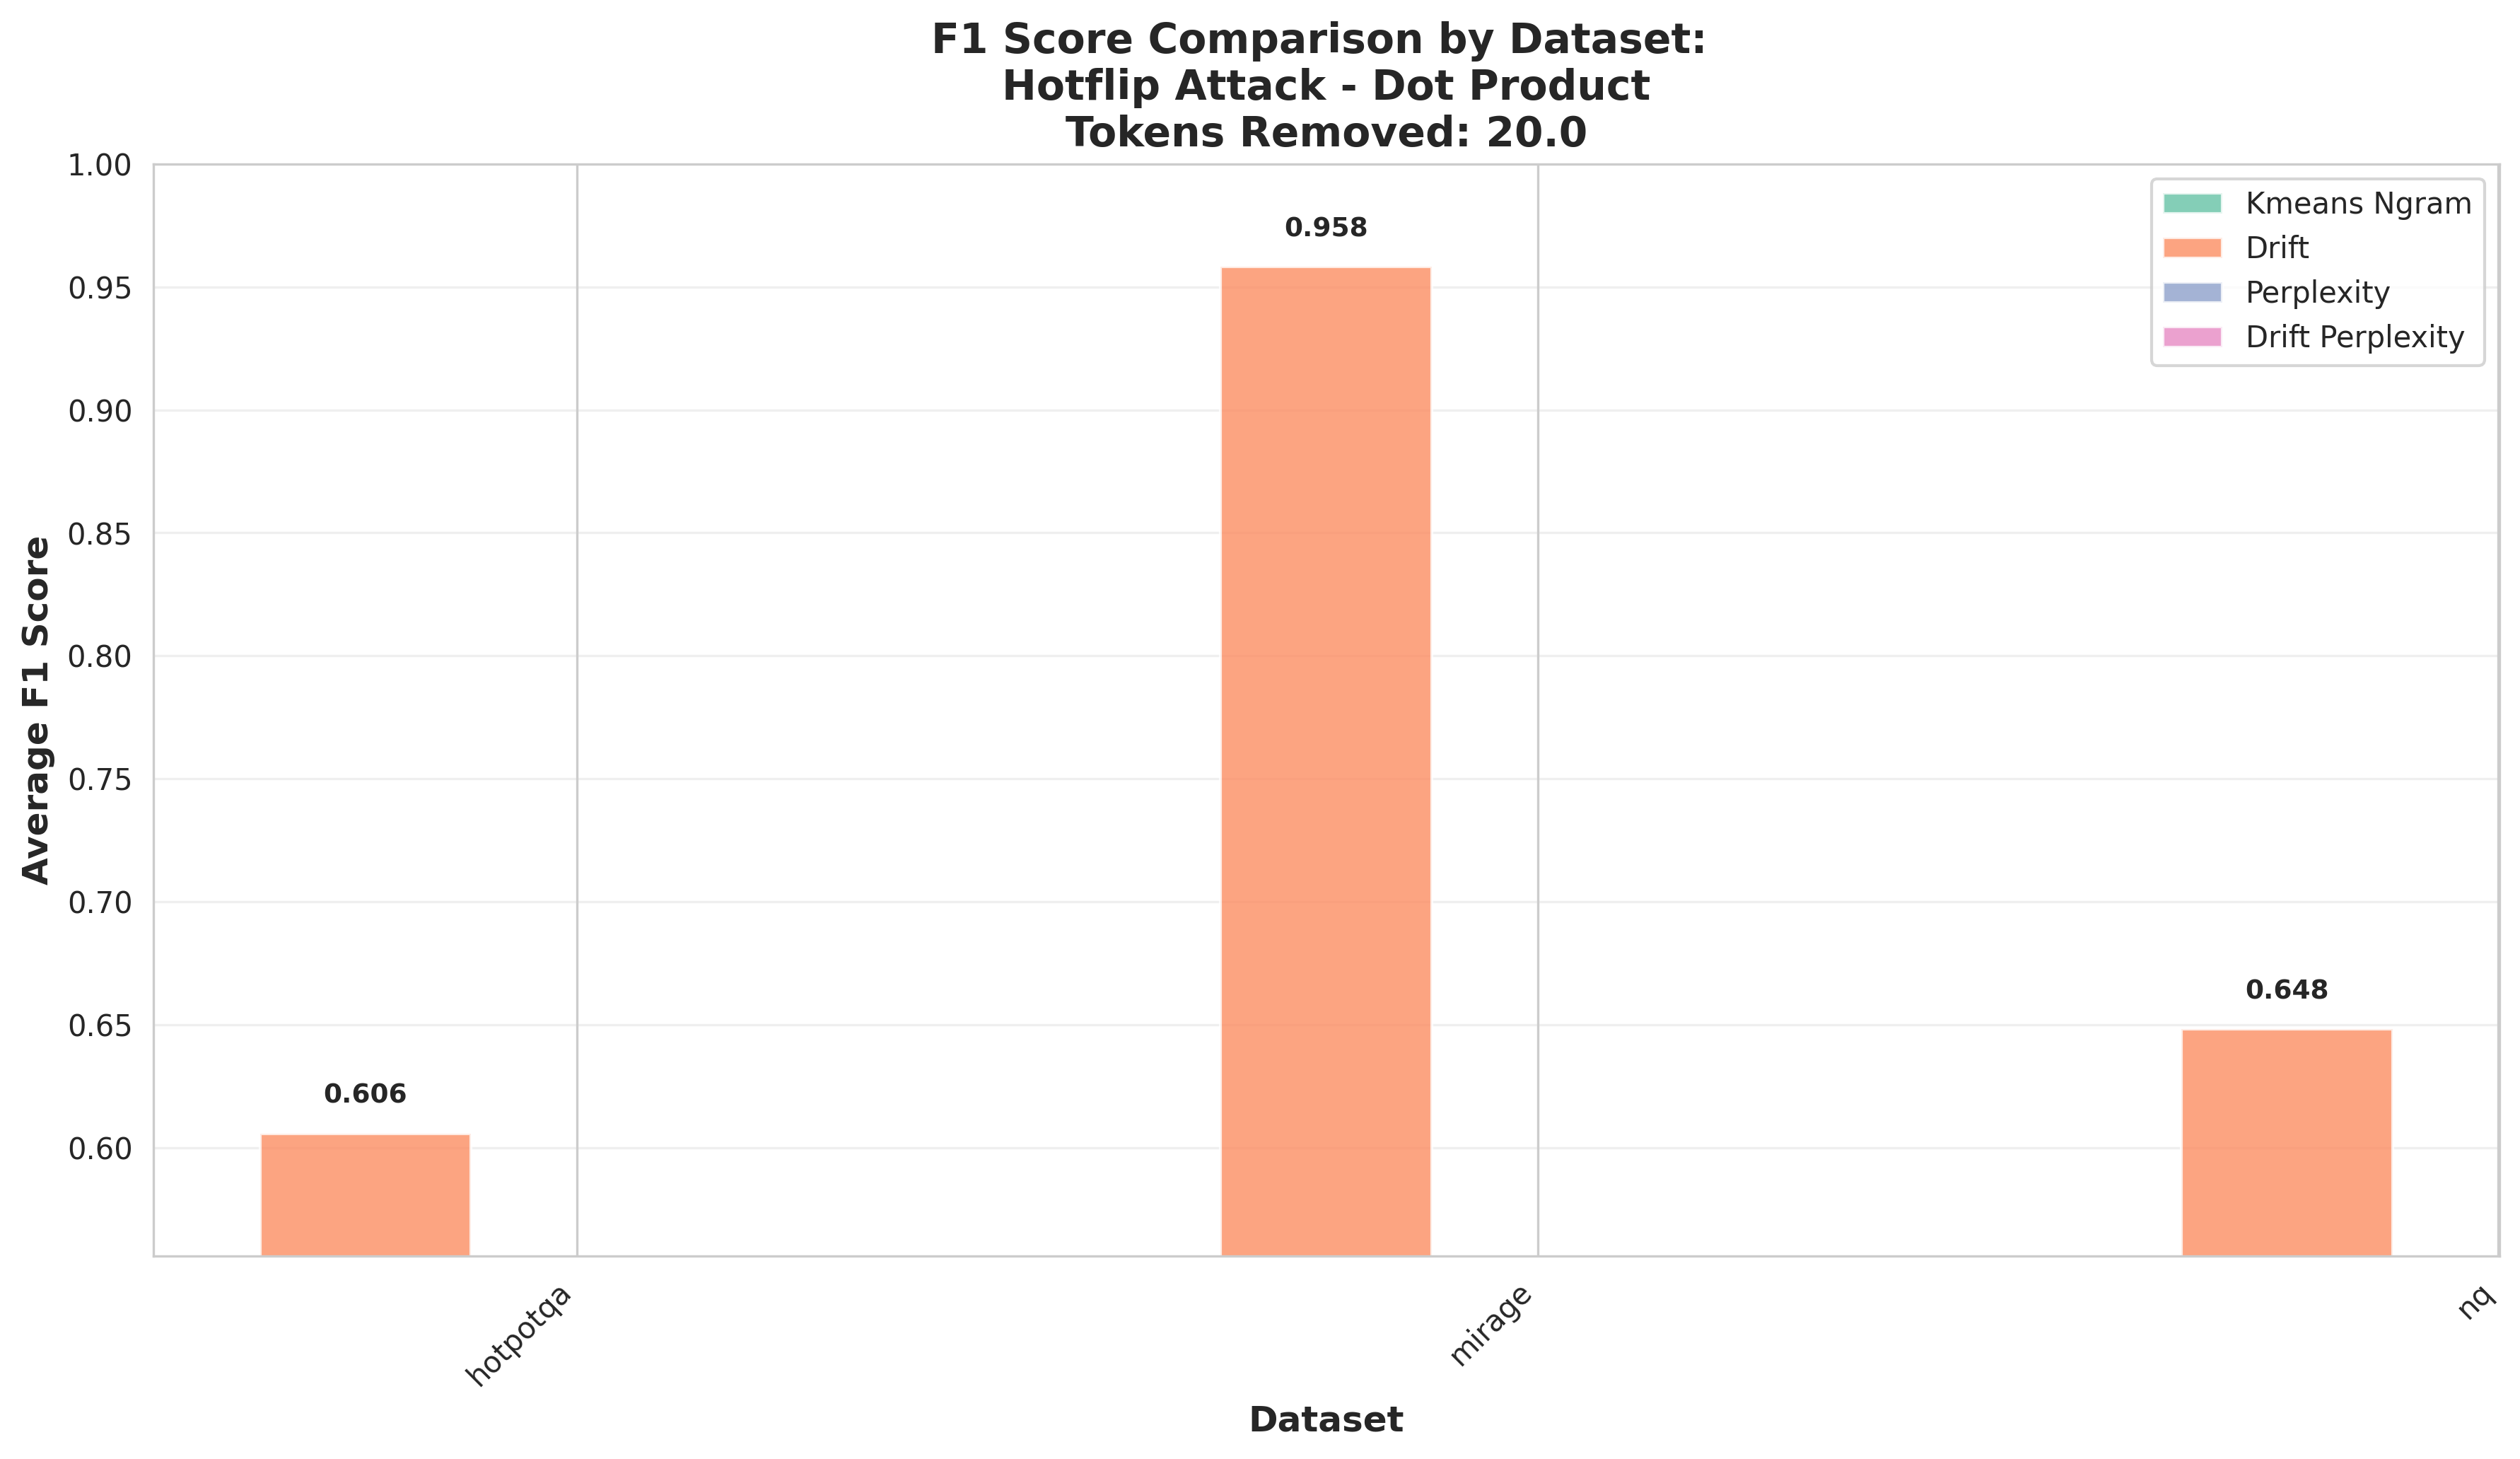 F1 Score Comparison by Dataset:
Hotflip Attack - Dot Product
Tokens Removed: 20.0
1.00
0.95
0.90
0.85
0.80
0.75
0.70
0.65
0.60
Average F1 Score
0.606
0.958
0.648
Kmeans Ngram
Drift
Perplexity
Drift Perplexity
hotpotqa
mirage
nq
Dataset